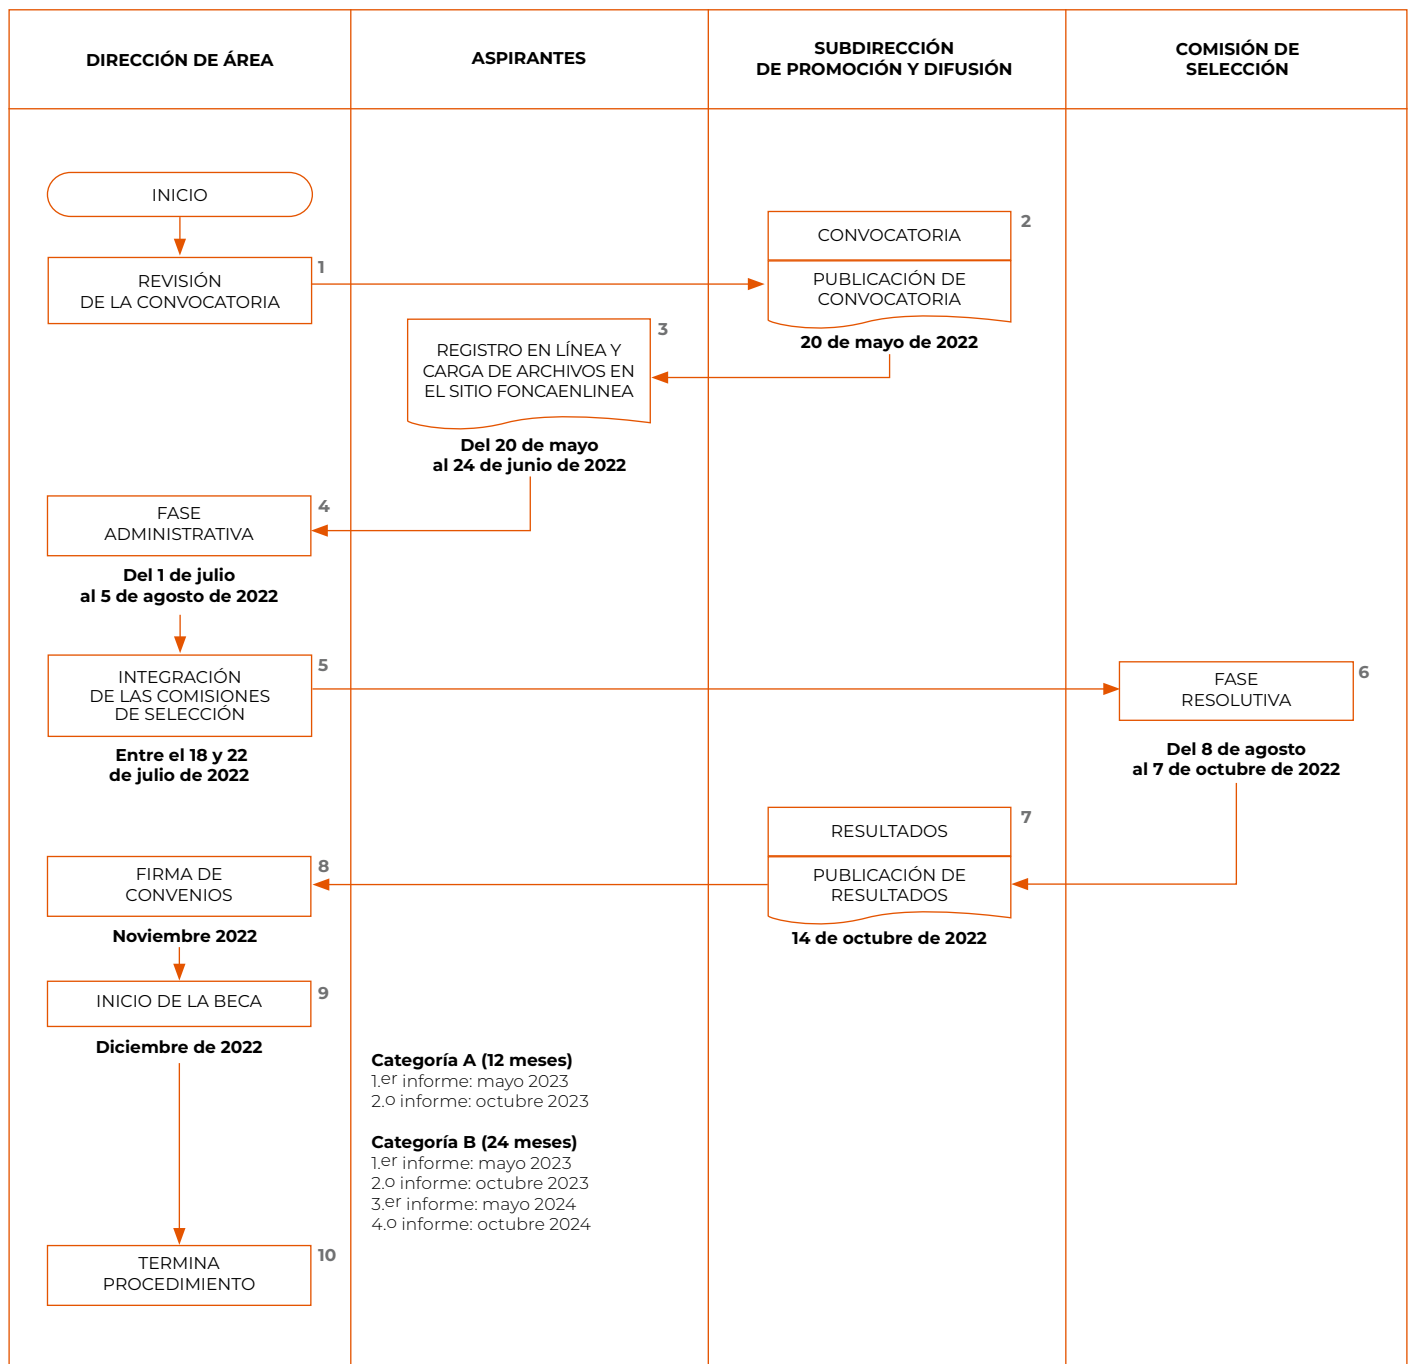 DIRECCIÓN DE ÁREA
ASPIRANTES
SUBDIRECCIÓN
DE PROMOCIÓN Y DIFUSIÓN
COMISIÓN DE
SELECCIÓN
INICIO
1
REVISIÓN
DE LA CONVOCATORIA
2
CONVOCATORIA
PUBLICACIÓN DE
CONVOCATORIA
20 de mayo de 2022
3
REGISTRO EN LÍNEA Y
CARGA DE ARCHIVOS EN
EL SITIO FONCAENLINEA
Del 20 de mayo
al 24 de junio de 2022
4
FASE
ADMINISTRATIVA
Del 1 de julio
al 5 de agosto de 2022
5
INTEGRACIÓN
DE LAS COMISIONES
DE SELECCIÓN
Entre el 18 y 22
de julio de 2022
6
FASE
RESOLUTIVA
Del 8 de agosto
al 7 de octubre de 2022
7
RESULTADOS
PUBLICACIÓN DE
RESULTADOS
14 de octubre de 2022
8
FIRMA DE
CONVENIOS
Noviembre 2022
9
INICIO DE LA BECA
Diciembre de 2022
Categoría A (12 meses)
1.er informe: mayo 2023
2.o informe: octubre 2023
Categoría B (24 meses)
1.er informe: mayo 2023
2.o informe: octubre 2023
3.er informe: mayo 2024
4.o informe: octubre 2024
10
TERMINA
PROCEDIMIENTO